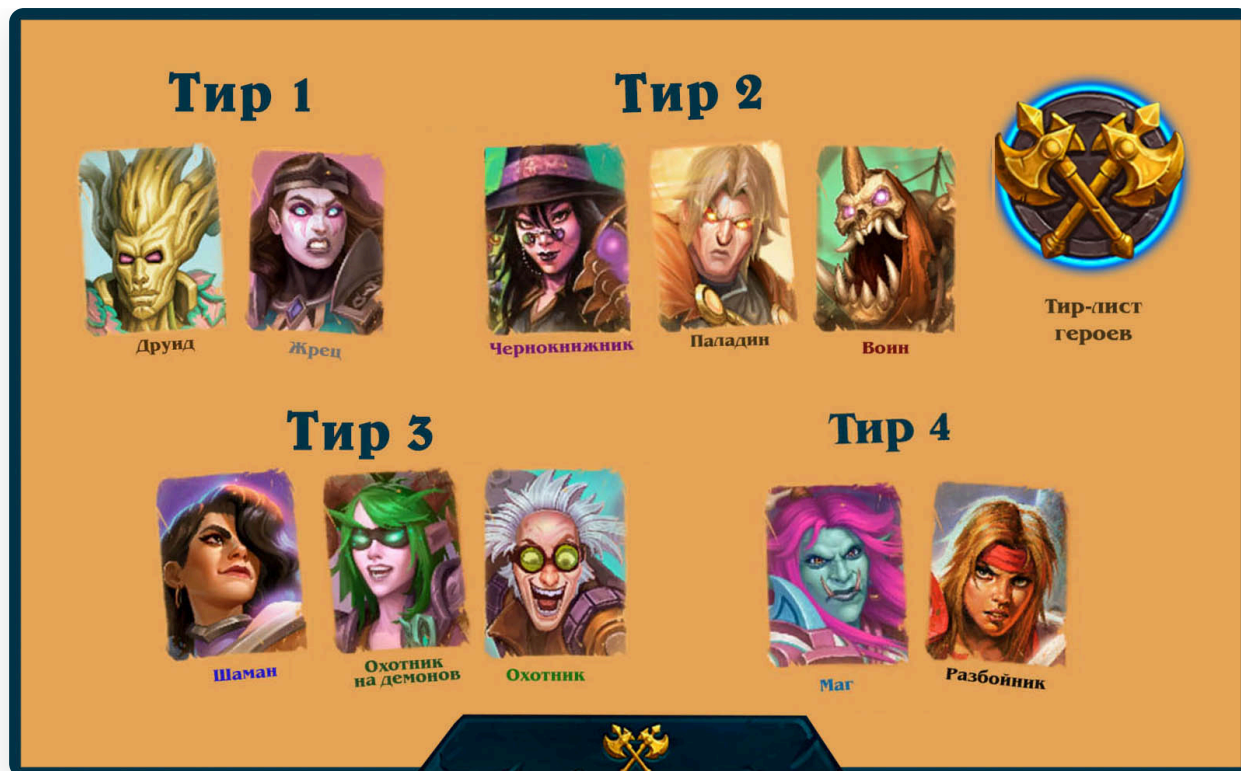 Тир 1
Друид
Жрец
Тир 2
Чернокнижник
Паладин
Воин
Тир-лист
героев
Тир 3
Шаман
Охотник
на демонов
Охотник
Тир 4
Маг
Разбойник